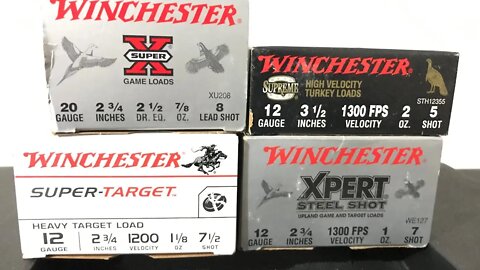 WINCHESTER
SUPER
X
GAME LOADS
XU208
20 2 3/4 2 1/2 7/8 8
GAUGE INCHES DR. EQ. OZ. LEAD SHOT
WINCHESTER
SUPREME HIGH VELOCITY
TURKEY LOADS
STH12355
12 3 1/2 1300 FPS 2 5
GAUGE INCHES VELOCITY OZ. SHOT
WINCHESTER
SUPER-TARGET
HEAVY TARGET LOAD
12 2 3/4 1200 1 1/8 7 1/2
GAUGE INCHES VELOCITY OZ. SHOT
WINCHESTER
XPERT
STEEL SHOT
UPLAND GAME AND TARGET LOADS
WE127
12 2 3/4 1300 FPS 1 7
GAUGE INCHES VELOCITY OZ. SHOT